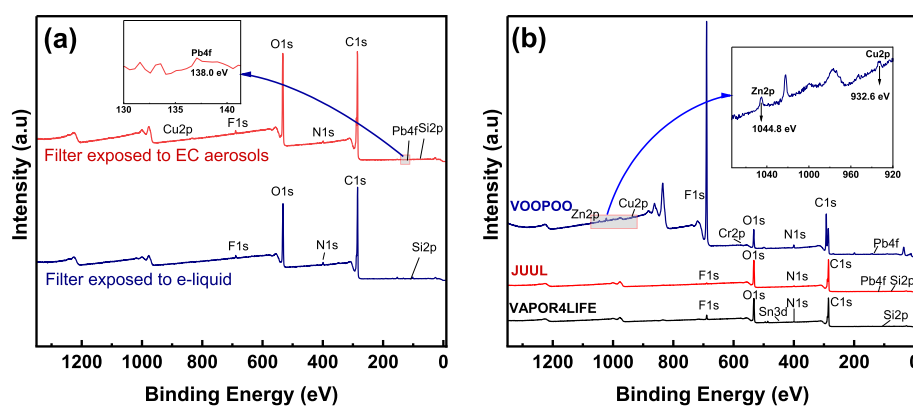 (a)
Intensity (a.u)
Pb4f
138.0 eV
130 135 140
O1s
C1s
Cu2p
F1s
N1s
Pb4f
Si2p
Filter exposed to EC aerosols
O1s
C1s
F1s
N1s
Si2p
Filter exposed to e-liquid
1200 1000 800 600 400 200 0
Binding Energy (eV)
(b)
Intensity (a.u)
Cu2p
Zn2p
932.6 eV
1044.8 eV
1040 1000 960 920
VOOPOO
Zn2p
Cu2p
F1s
Cr2p
O1s
N1s
C1s
Pb4f
JUUL
F1s
O1s
N1s
C1s
Pb4f
Si2p
VAPOR4LIFE
F1s
O1s
Sn3d
N1s
C1s
Si2p
1200 1000 800 600 400 200 0
Binding Energy (eV)